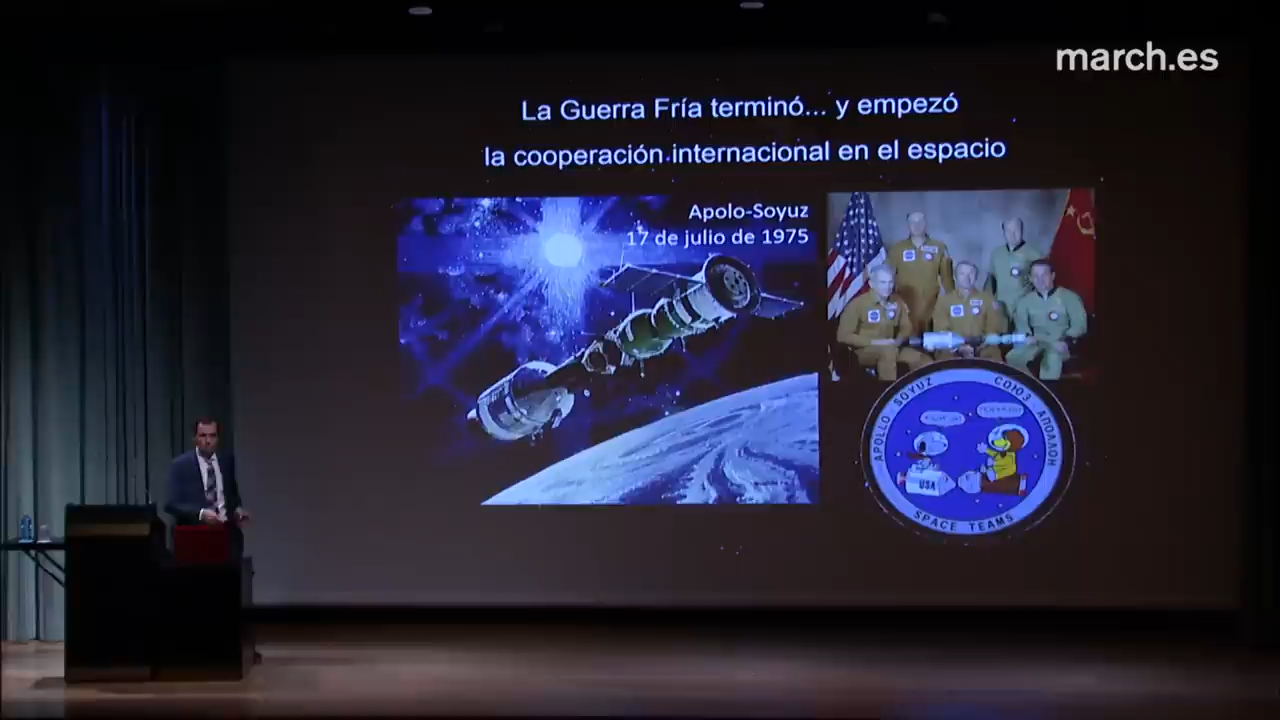 march.es
La Guerra Fría terminó... y empezó
la cooperación internacional en el espacio
Apolo-Soyuz
17 de julio de 1975
APOLLO SOYUZ
СОЮЗ АПОЛЛОН
USA
SPACE TEAMS